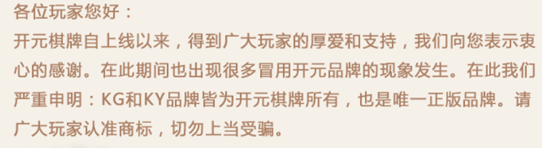 各位玩家您好：
开元棋牌自上线以来，得到广大玩家的厚爱和支持，我们向您表示衷
心的感谢。在此期间也出现很多冒用开元品牌的现象发生。在此我们
严重申明：KG和KY品牌皆为开元棋牌所有，也是唯一正版品牌。请
广大玩家认准商标，切勿上当受骗。